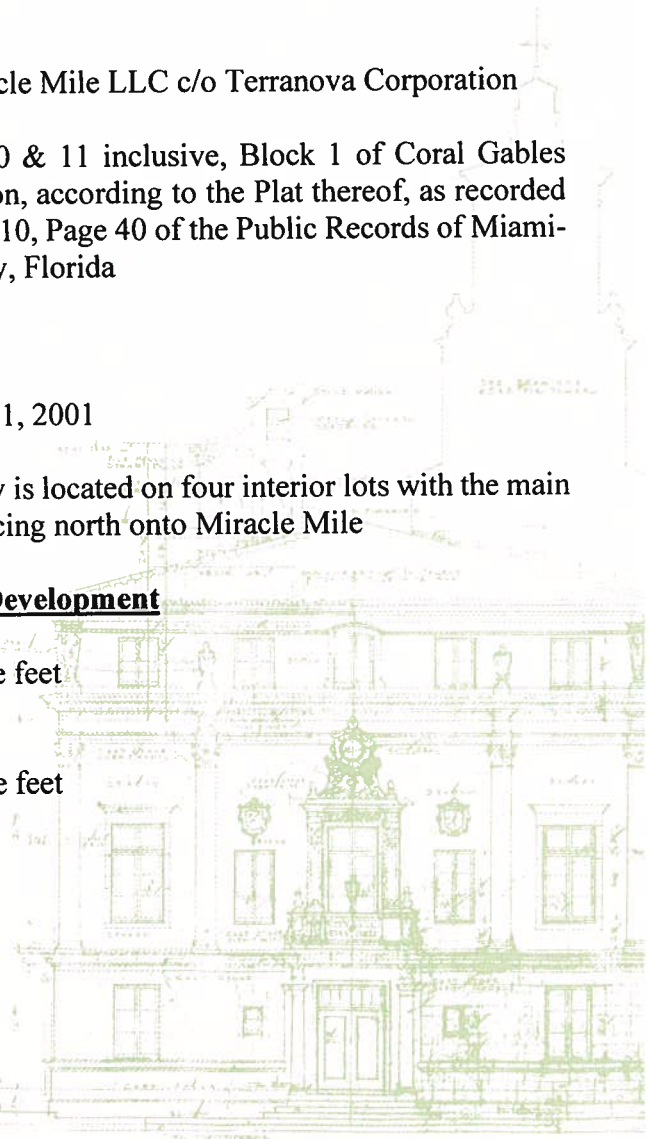 cle Mile LLC c/o Terranova Corporation
0 & 11 inclusive, Block 1 of Coral Gables
on, according to the Plat thereof, as recorded
10, Page 40 of the Public Records of Miami-
y, Florida
1, 2001
y is located on four interior lots with the main
cing north onto Miracle Mile
Development
e feet
e feet